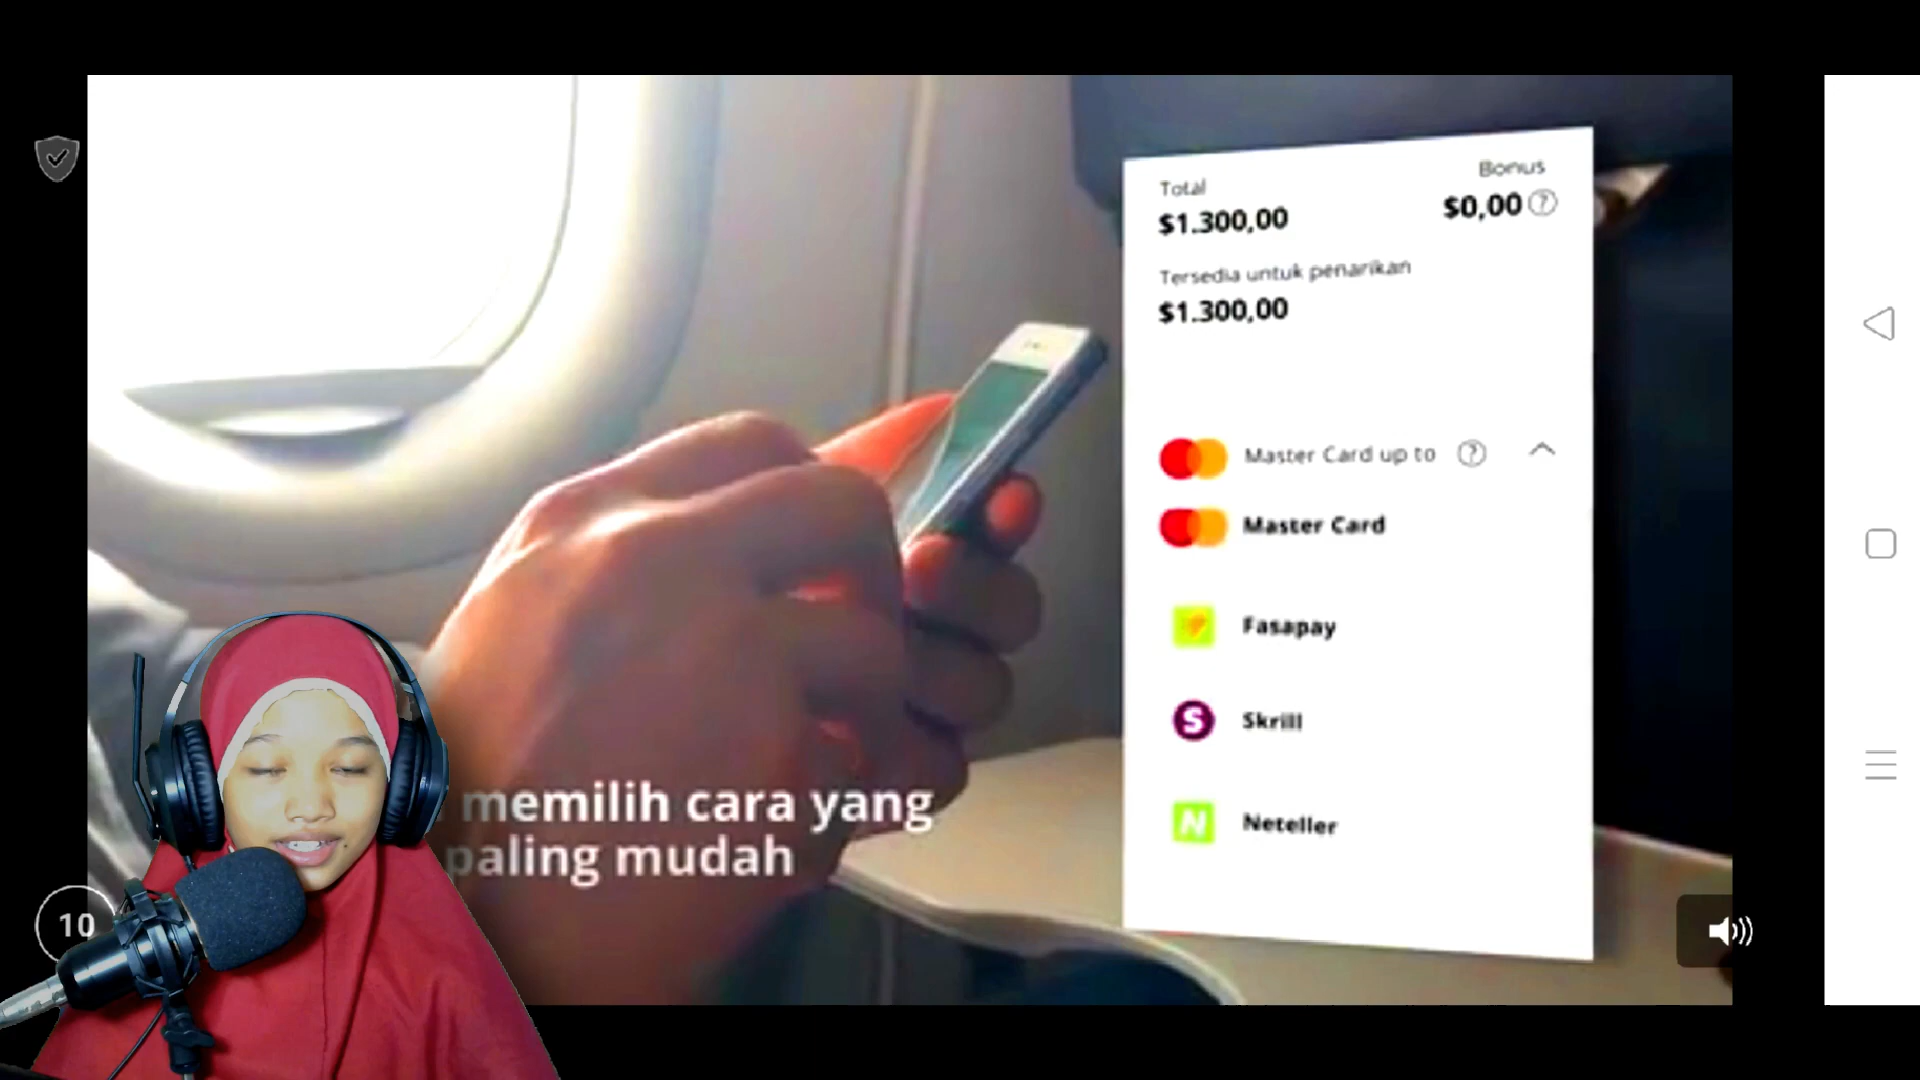 Total
$1.300,00
Bonus
$0,00 ?
Tersedia untuk penarikan
$1.300,00
Master Card up to ?
Master Card
Fasapay
S Skrill
N Neteller
memilih cara yang
paling mudah
10